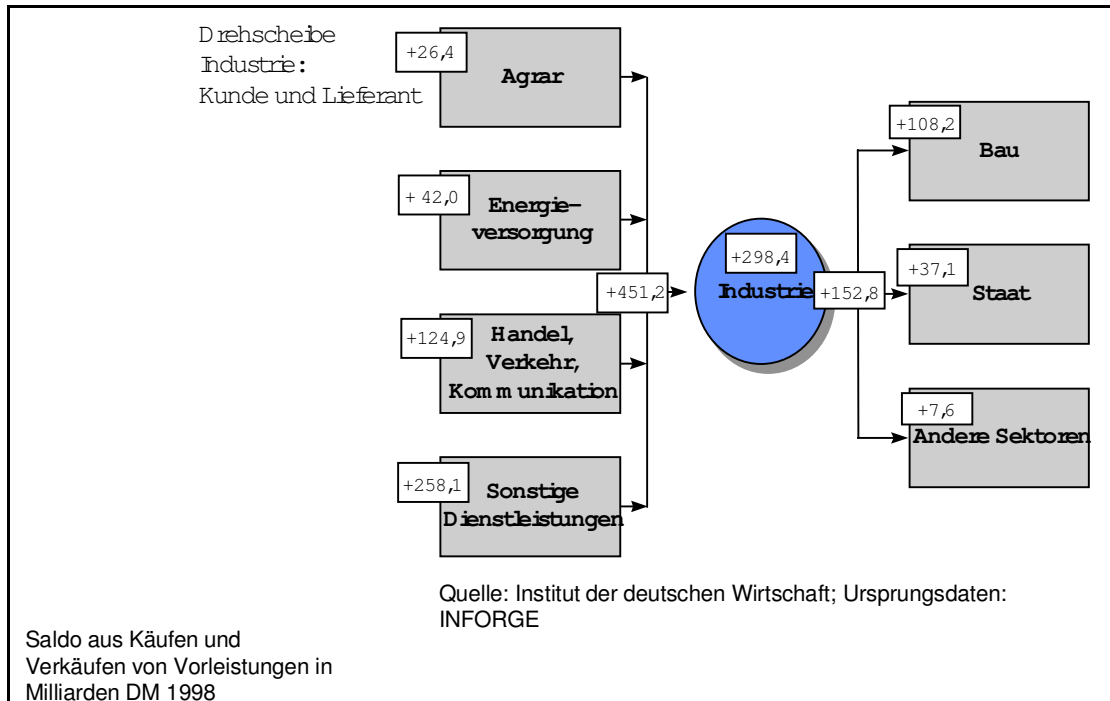 Drehscheibe
Industrie:
Kunde und Lieferant
+26,4
Agrar
+ 42,0
Energie-
versorgung
+124,9
Handel,
Verkehr,
Kommunikation
+258,1
Sonstige
Dienstleistungen
+451,2
+298,4
Industrie
+152,8
+108,2
Bau
+37,1
Staat
+7,6
Andere Sektoren
Quelle: Institut der deutschen Wirtschaft; Ursprungsdaten:
INFORGE
Saldo aus Käufen und
Verkäufen von Vorleistungen in
Milliarden DM 1998